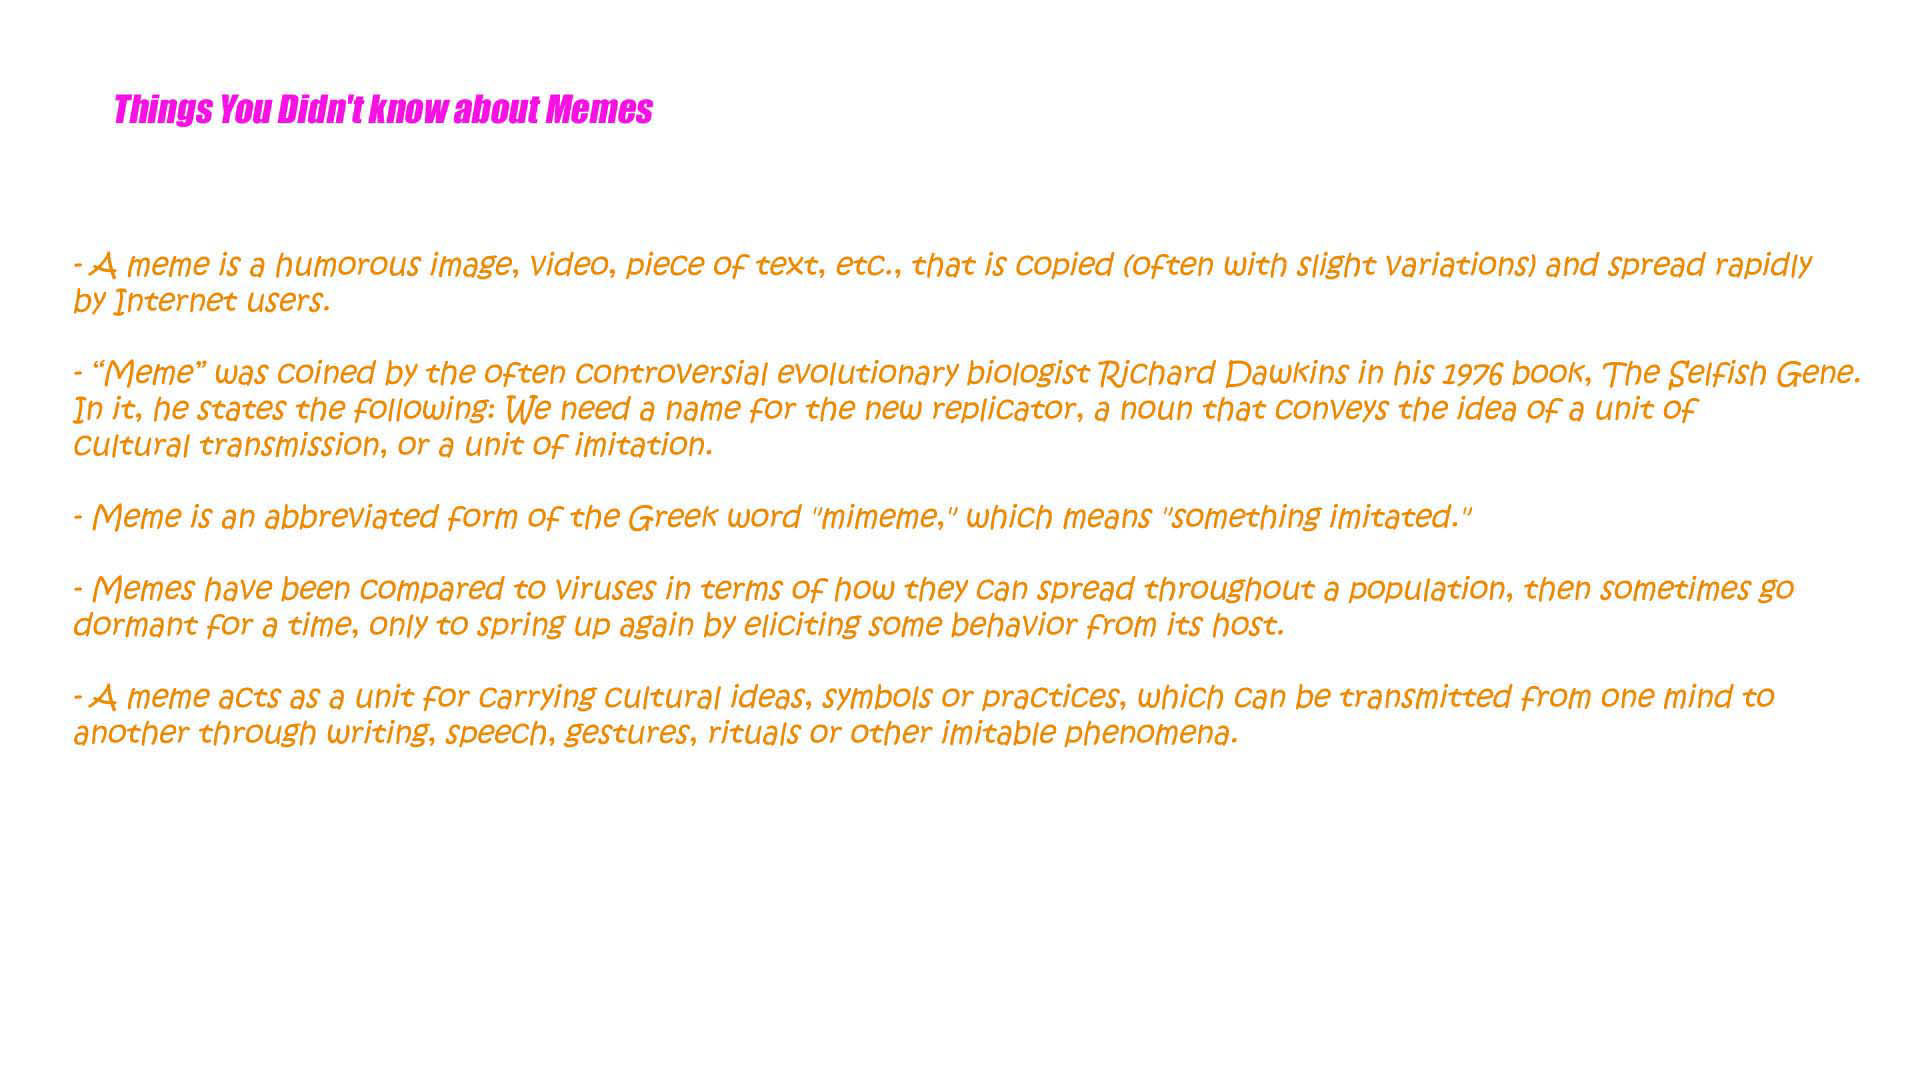 Things You Didn't know about Memes
- A meme is a humorous image, video, piece of text, etc., that is copied (often with slight variations) and spread rapidly
by Internet users.
- “Meme” was coined by the often controversial evolutionary biologist Richard Dawkins in his 1976 book, The Selfish Gene.
In it, he states the following: We need a name for the new replicator, a noun that conveys the idea of a unit of
cultural transmission, or a unit of imitation.
- Meme is an abbreviated form of the Greek word "mimeme," which means "something imitated."
- Memes have been compared to viruses in terms of how they can spread throughout a population, then sometimes go
dormant for a time, only to spring up again by eliciting some behavior from its host.
- A meme acts as a unit for carrying cultural ideas, symbols or practices, which can be transmitted from one mind to
another through writing, speech, gestures, rituals or other imitable phenomena.